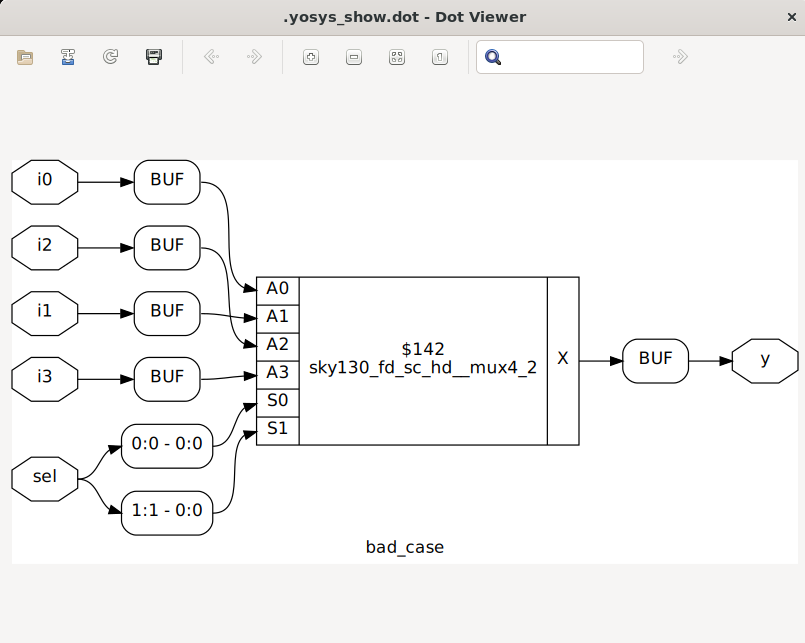 .yosys_show.dot - Dot Viewer
×
i0
BUF
i2
BUF
i1
BUF
i3
BUF
sel
0:0 - 0:0
1:1 - 0:0
A0
A1
A2
A3
S0
S1
$142
sky130_fd_sc_hd__mux4_2
X
BUF
y
bad_case